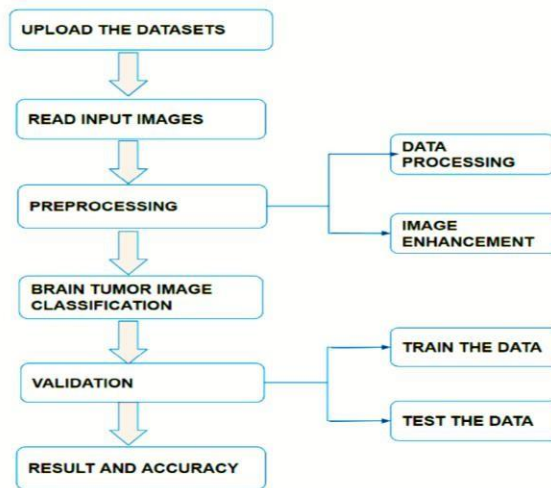 UPLOAD THE DATASETS
READ INPUT IMAGES
DATA
PROCESSING
PREPROCESSING
IMAGE
ENHANCEMENT
BRAIN TUMOR IMAGE
CLASSIFICATION
TRAIN THE DATA
VALIDATION
TEST THE DATA
RESULT AND ACCURACY